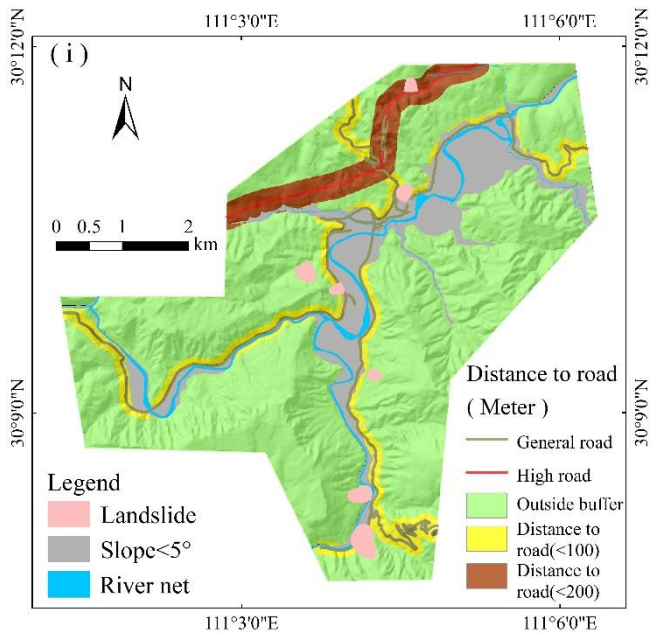 111°3'0"E
111°6'0"E
30°12'0"N
30°12'0"N
(i)
N
0 0.5 1 2
km
30°9'0"N
30°9'0"N
Distance to road
( Meter )
General road
High road
Outside buffer
Distance to
road(<100)
Distance to
road(<200)
Legend
Landslide
Slope<5°
River net
111°3'0"E
111°6'0"E